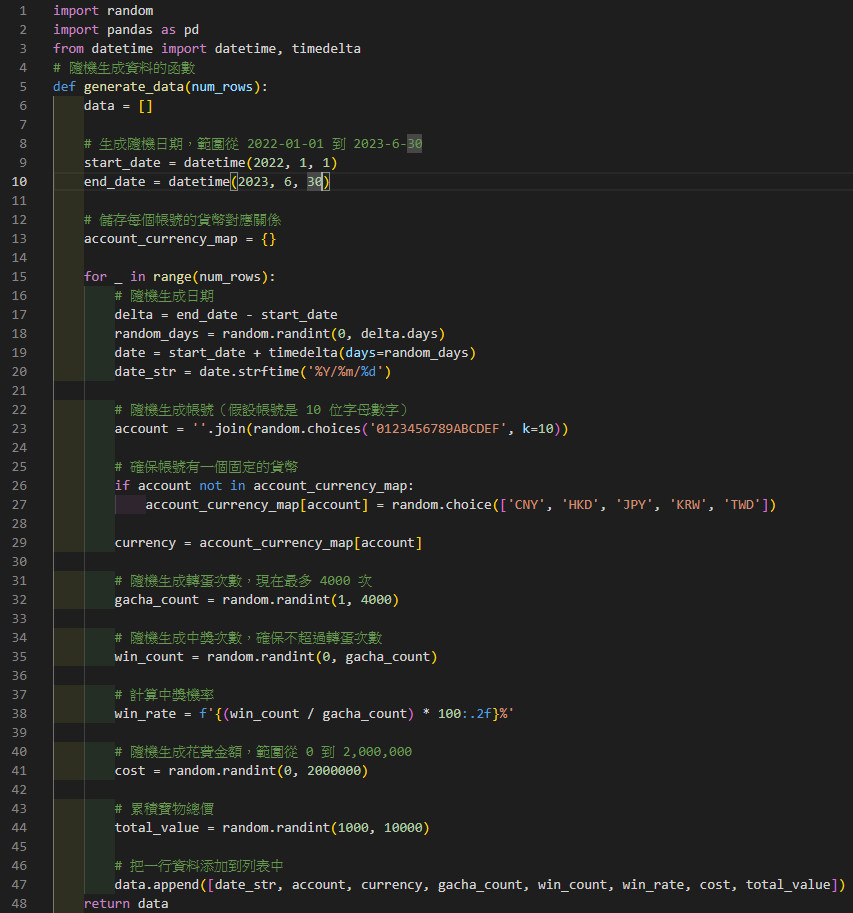 1 import random
2 import pandas as pd
3 from datetime import datetime, timedelta
4 # 隨機生成資料的函數
5 def generate_data(num_rows):
6     data = []
7
8     # 生成隨機日期，範圍從 2022-01-01 到 2023-6-30
9     start_date = datetime(2022, 1, 1)
10     end_date = datetime(2023, 6, 30)
11
12     # 儲存每個帳號的貨幣對應關係
13     account_currency_map = {}
14
15     for _ in range(num_rows):
16         # 隨機生成日期
17         delta = end_date - start_date
18         random_days = random.randint(0, delta.days)
19         date = start_date + timedelta(days=random_days)
20         date_str = date.strftime('%Y/%m/%d')
21
22         # 隨機生成帳號（假設帳號是 10 位字母數字）
23         account = ''.join(random.choices('0123456789ABCDEF', k=10))
24
25         # 確保帳號有一個固定的貨幣
26         if account not in account_currency_map:
27             account_currency_map[account] = random.choice(['CNY', 'HKD', 'JPY', 'KRW', 'TWD'])
28
29         currency = account_currency_map[account]
30
31         # 隨機生成轉蛋次數，現在最多 4000 次
32         gacha_count = random.randint(1, 4000)
33
34         # 隨機生成中獎次數，確保不超過轉蛋次數
35         win_count = random.randint(0, gacha_count)
36
37         # 計算中獎機率
38         win_rate = f'{(win_count / gacha_count) * 100:.2f}%'
39
40         # 隨機生成花費金額，範圍從 0 到 2,000,000
41         cost = random.randint(0, 2000000)
42
43         # 累積寶物總價
44         total_value = random.randint(1000, 10000)
45
46         # 把一行資料添加到列表中
47         data.append([date_str, account, currency, gacha_count, win_count, win_rate, cost, total_value])
48     return data